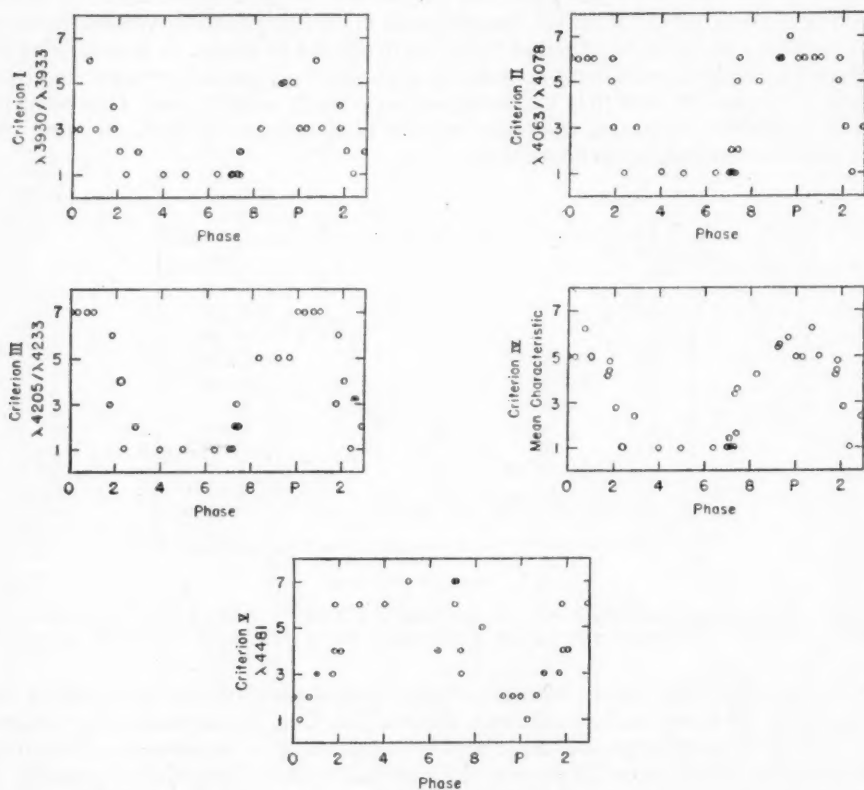 7
5
3
1
Criterion I
λ3930/λ3933
0 2 4 6 8 P 2
Phase
7
5
3
1
Criterion II
λ4063/λ4078
0 2 4 6 8 P 2
Phase
7
5
3
1
Criterion III
λ4205/λ4233
0 2 4 6 8 P 2
Phase
7
5
3
1
Criterion IV
Mean Characteristic
0 2 4 6 8 P 2
Phase
7
5
3
1
Criterion V
λ4481
0 2 4 6 8 P 2
Phase